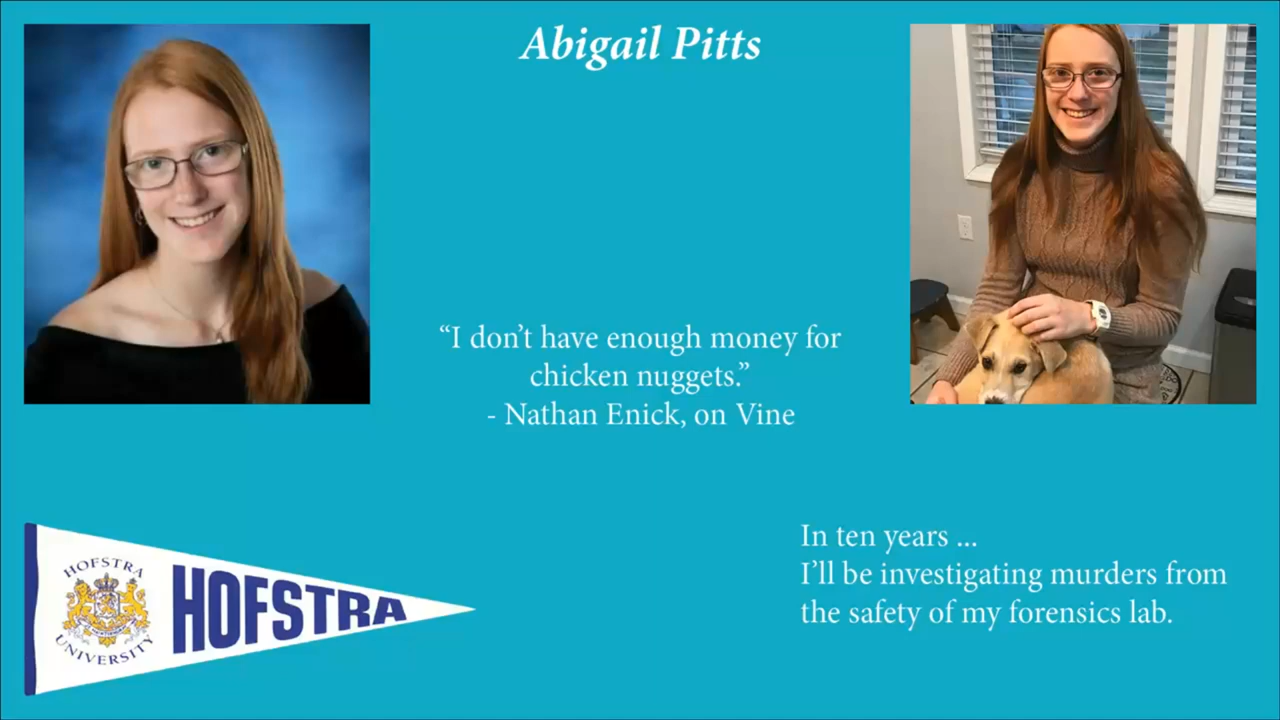 Abigail Pitts
“I don’t have enough money for
chicken nuggets.”
- Nathan Enick, on Vine
HOFSTRA
UNIVERSITY
HOFSTRA
In ten years ...
I’ll be investigating murders from
the safety of my forensics lab.